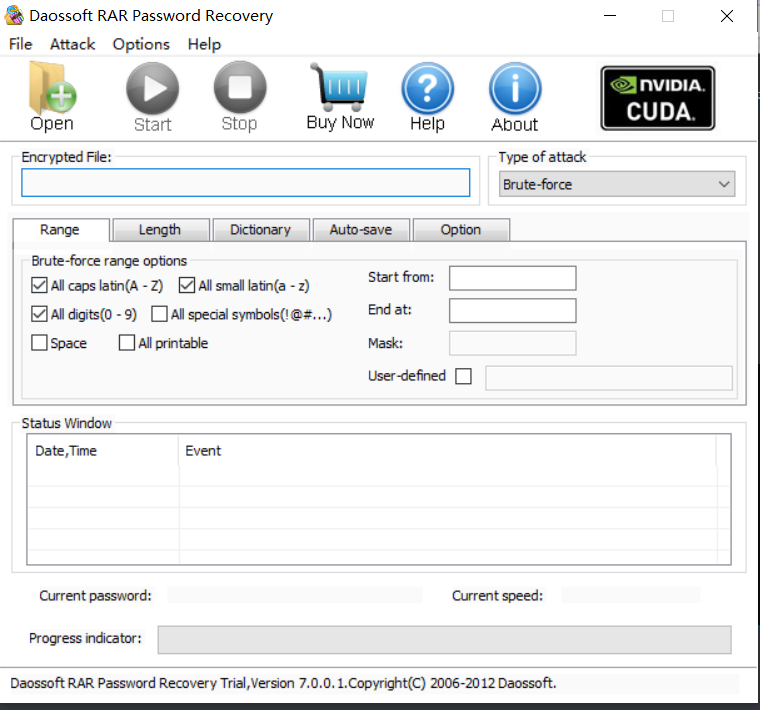 Daossoft RAR Password Recovery
File Attack Options Help
Open Start Stop Buy Now Help About NVIDIA. CUDA.
Encrypted File: Type of attack
Brute-force
Range Length Dictionary Auto-save Option
Brute-force range options
All caps latin(A - Z) All small latin(a - z) Start from:
All digits(0 - 9) All special symbols(!@#...) End at:
Space All printable Mask:
User-defined
Status Window
Date,Time Event
Current password: Current speed:
Progress indicator:
Daossoft RAR Password Recovery Trial,Version 7.0.0.1.Copyright(C) 2006-2012 Daossoft.